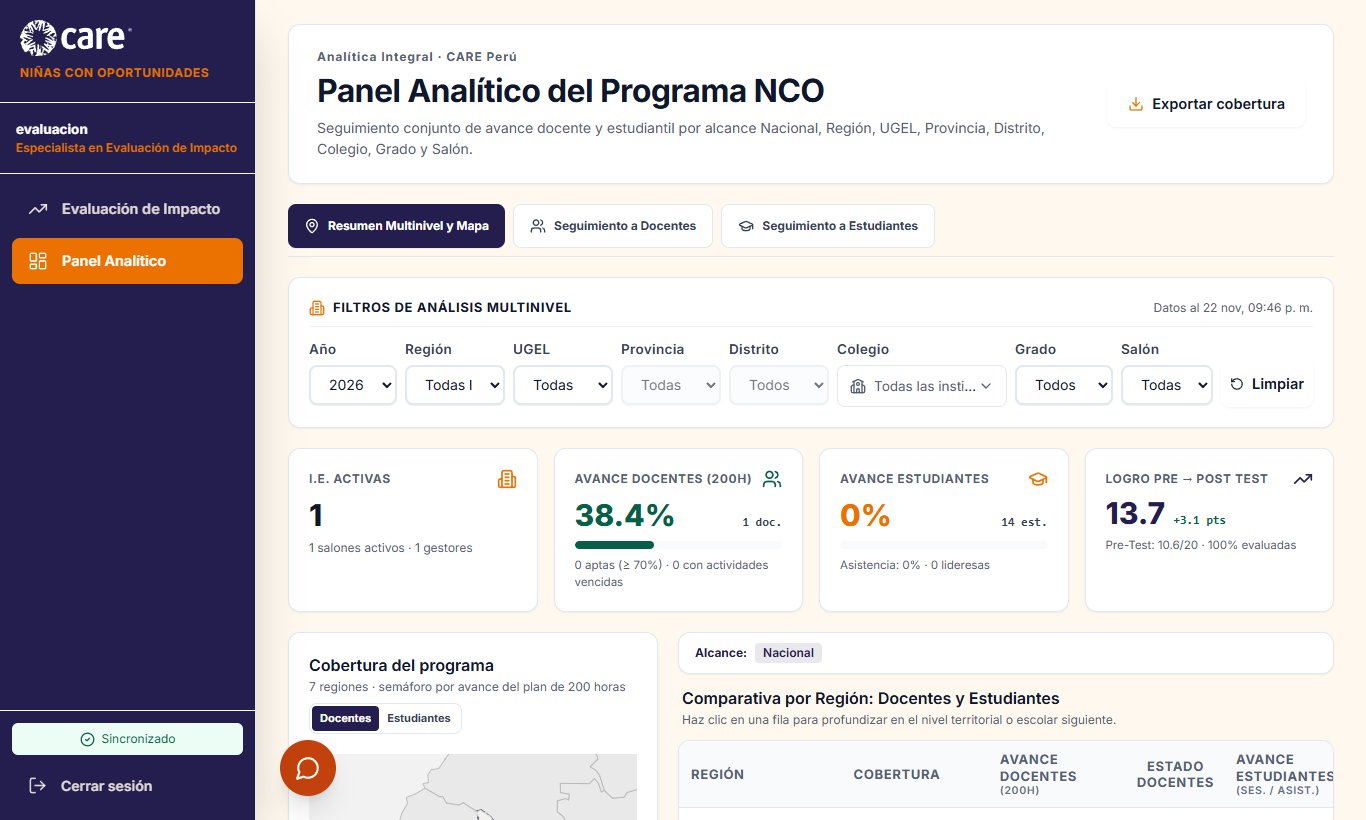 care
NIÑAS CON OPORTUNIDADES
evaluacion
Especialista en Evaluación de Impacto
Evaluación de Impacto
Panel Analítico
Sincronizado
Cerrar sesión
Analítica Integral · CARE Perú
Panel Analítico del Programa NCO
Seguimiento conjunto de avance docente y estudiantil por alcance Nacional, Región, UGEL, Provincia, Distrito,
Colegio, Grado y Salón.
Exportar cobertura
Resumen Multinivel y Mapa
Seguimiento a Docentes
Seguimiento a Estudiantes
FILTROS DE ANÁLISIS MULTINIVEL
Datos al 22 nov, 09:46 p. m.
Año
Región
UGEL
Provincia
Distrito
Colegio
Grado
Salón
2026
Todas l
Todas
Todas
Todos
Todas las insti...
Todos
Todas
Limpiar
I.E. ACTIVAS
1
1 salones activos · 1 gestores
AVANCE DOCENTES (200H)
38.4%
1 doc.
0 aptas (≥ 70%) · 0 con actividades
vencidas
AVANCE ESTUDIANTES
0%
14 est.
Asistencia: 0% · 0 lideresas
LOGRO PRE → POST TEST
13.7 +3.1 pts
Pre-Test: 10.6/20 · 100% evaluadas
Cobertura del programa
7 regiones · semáforo por avance del plan de 200 horas
Docentes
Estudiantes
Alcance: Nacional
Comparativa por Región: Docentes y Estudiantes
Haz clic en una fila para profundizar en el nivel territorial o escolar siguiente.
REGIÓN
COBERTURA
AVANCE
DOCENTES
(200H)
ESTADO
DOCENTES
AVANCE
ESTUDIANTES
(SES. / ASIST.)